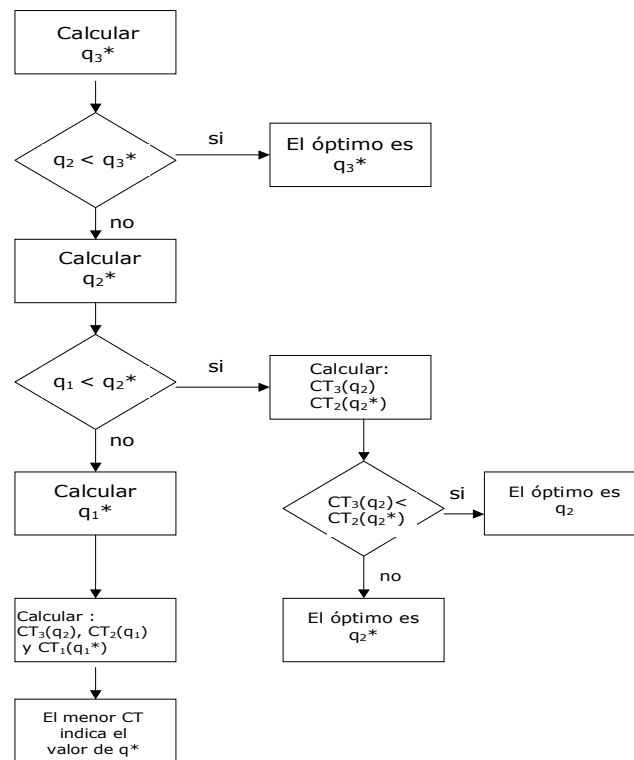 Calcular
q₃*
q₂ < q₃*
si
El óptimo es
q₃*
no
Calcular
q₂*
q₁ < q₂*
si
Calcular:
CT₃(q₂)
CT₂(q₂*)
no
Calcular
q₁*
CT₃(q₂)<
CT₂(q₂*)
si
El óptimo es
q₂
no
El óptimo es
q₂*
Calcular :
CT₃(q₂), CT₂(q₁)
y CT₁(q₁*)
El menor CT
indica el
valor de q*